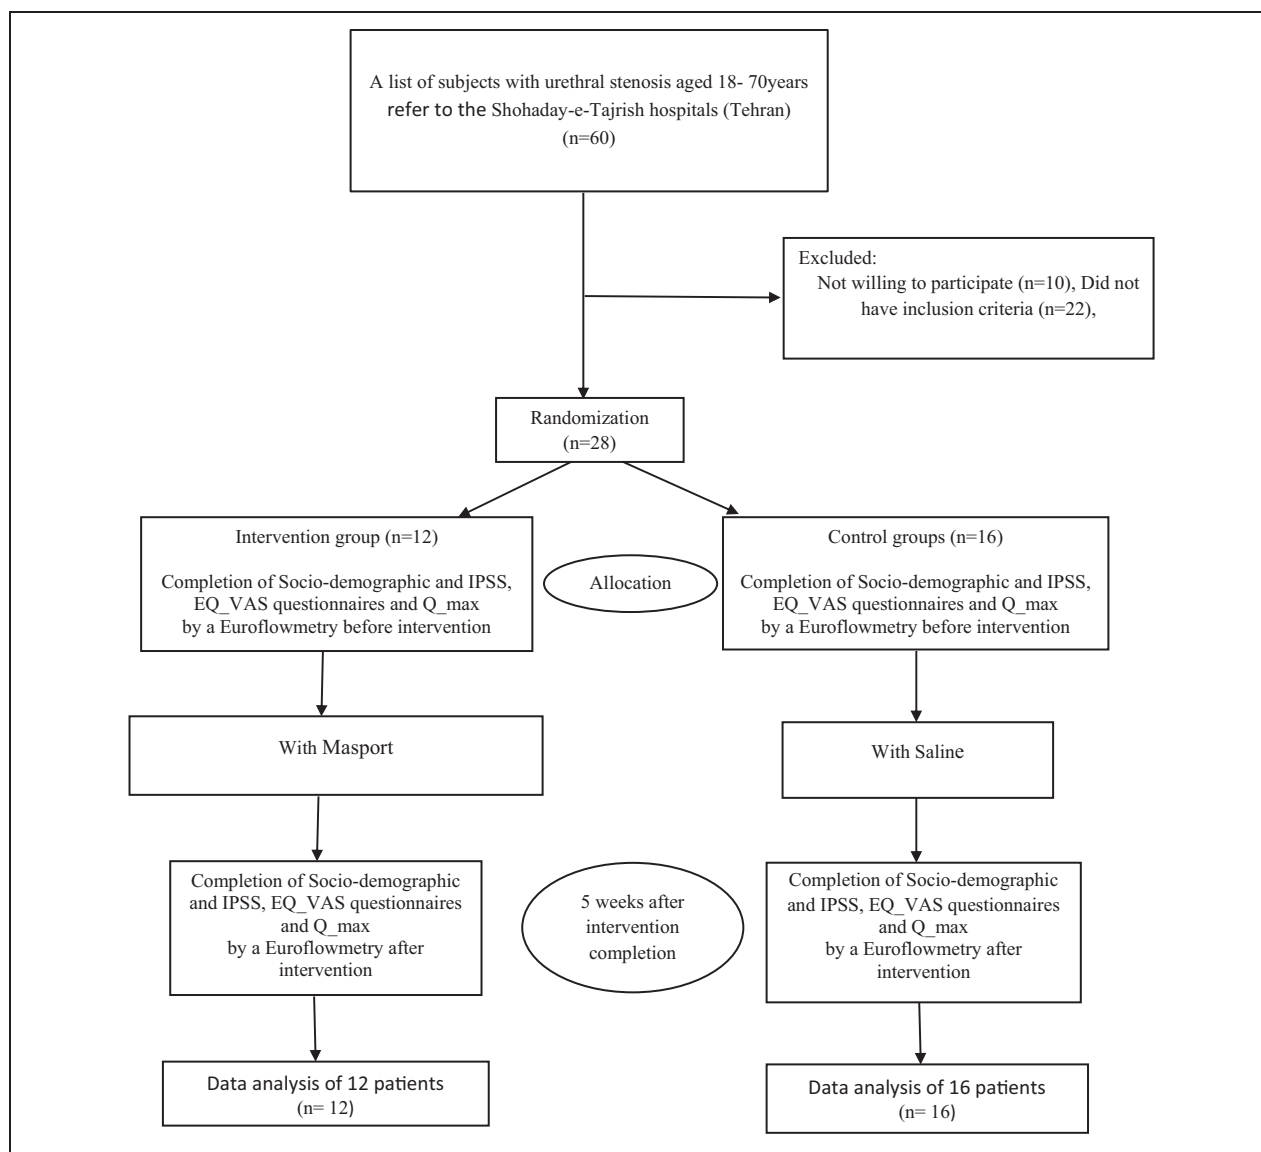 A list of subjects with urethral stenosis aged 18- 70years
refer to the Shohaday-e-Tajrish hospitals (Tehran)
(n=60)
Excluded:
Not willing to participate (n=10), Did not
have inclusion criteria (n=22),
Randomization
(n=28)
Intervention group (n=12)
Completion of Socio-demographic and IPSS,
EQ_VAS questionnaires and Q_max
by a Euroflowmetry before intervention
Allocation
Control groups (n=16)
Completion of Socio-demographic and IPSS,
EQ_VAS questionnaires and Q_max
by a Euroflowmetry before intervention
With Masport
With Saline
Completion of Socio-demographic
and IPSS, EQ_VAS questionnaires
and Q_max
by a Euroflowmetry after
intervention
5 weeks after
intervention
completion
Completion of Socio-demographic
and IPSS, EQ_VAS questionnaires
and Q_max
by a Euroflowmetry after
intervention
Data analysis of 12 patients
(n= 12)
Data analysis of 16 patients
(n= 16)